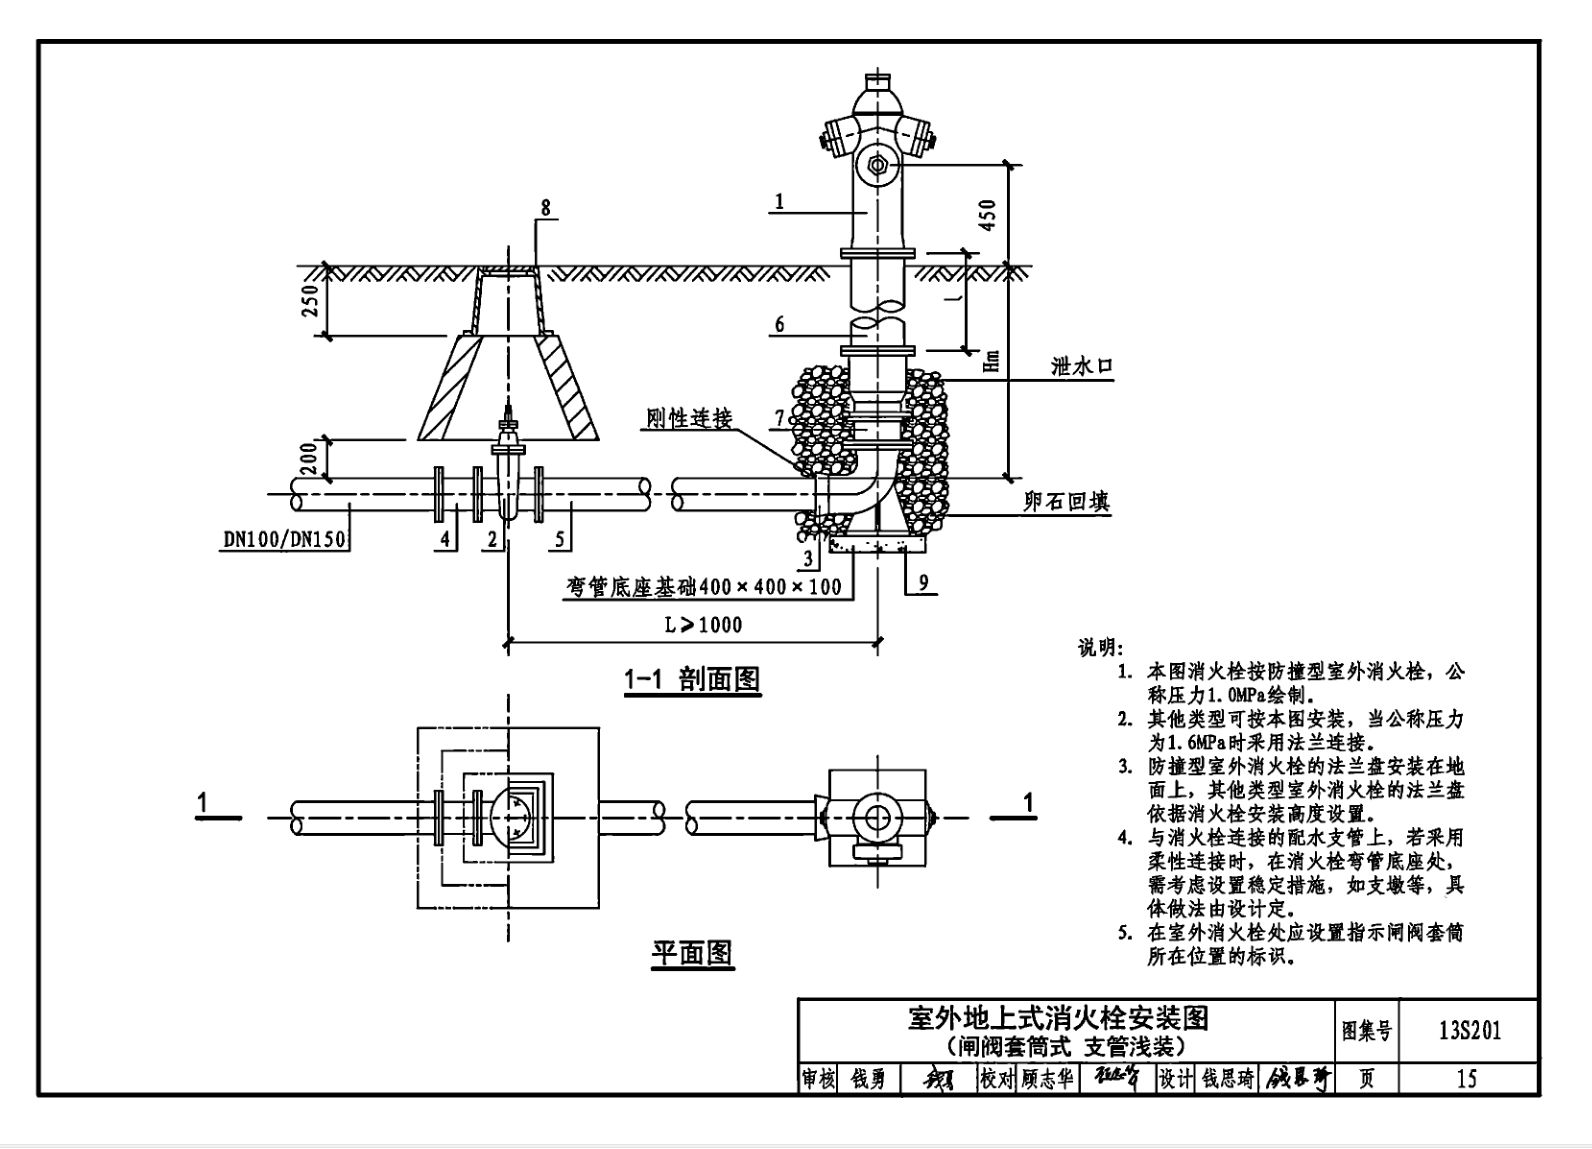 8
1
450
250
l
6
Hm
泄水口
刚性连接
7
200
卵石回填
DN100/DN150
4
2
5
3
9
弯管底座基础400×400×100
L≥1000
1-1 剖面图
说明:
1. 本图消火栓按防撞型室外消火栓，公
称压力1.0MPa绘制。
2. 其他类型可按本图安装，当公称压力
为1.6MPa时采用法兰连接。
3. 防撞型室外消火栓的法兰盘安装在地
面上，其他类型室外消火栓的法兰盘
依据消火栓安装高度设置。
4. 与消火栓连接的配水支管上，若采用
柔性连接时，在消火栓弯管底座处，
需考虑设置稳定措施，如支墩等，具
体做法由设计定。
5. 在室外消火栓处应设置指示闸阀套筒
所在位置的标识。
1
1
平面图
室外地上式消火栓安装图
（闸阀套筒式 支管浅装）
图集号
13S201
审核
钱勇
校对
顾志华
设计
钱思琦
钱思琦
页
15